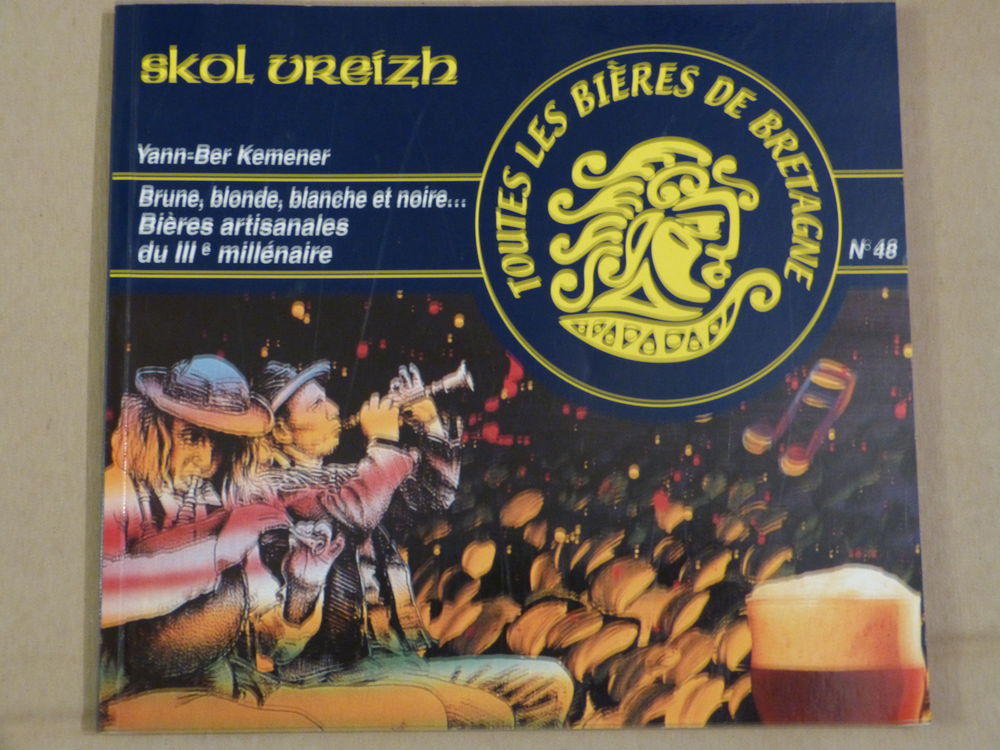 skol vreizh
Yann-Ber Kemener
Brune, blonde, blanche et noire...
Bières artisanales
du IIIe millénaire
TOUTES LES BIÈRES DE BRETAGNE
N° 48